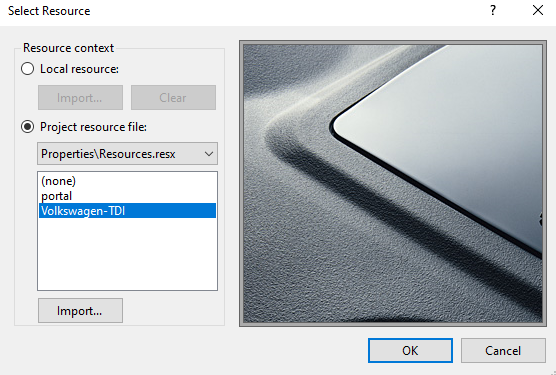 Select Resource
Resource context
Local resource:
Import...
Clear
Project resource file:
Properties\Resources.resx
(none)
portal
Volkswagen-TDI
Import...
OK
Cancel